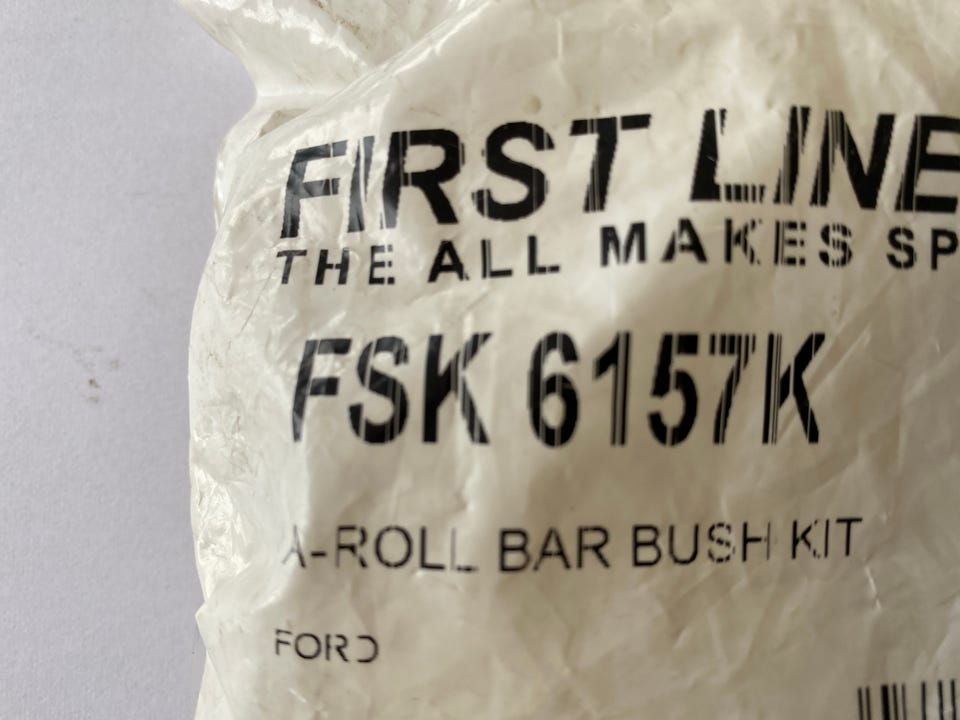 FIRST LINE
THE ALL MAKES SP
FSK 6157K
A-ROLL BAR BUSH KIT
FORD